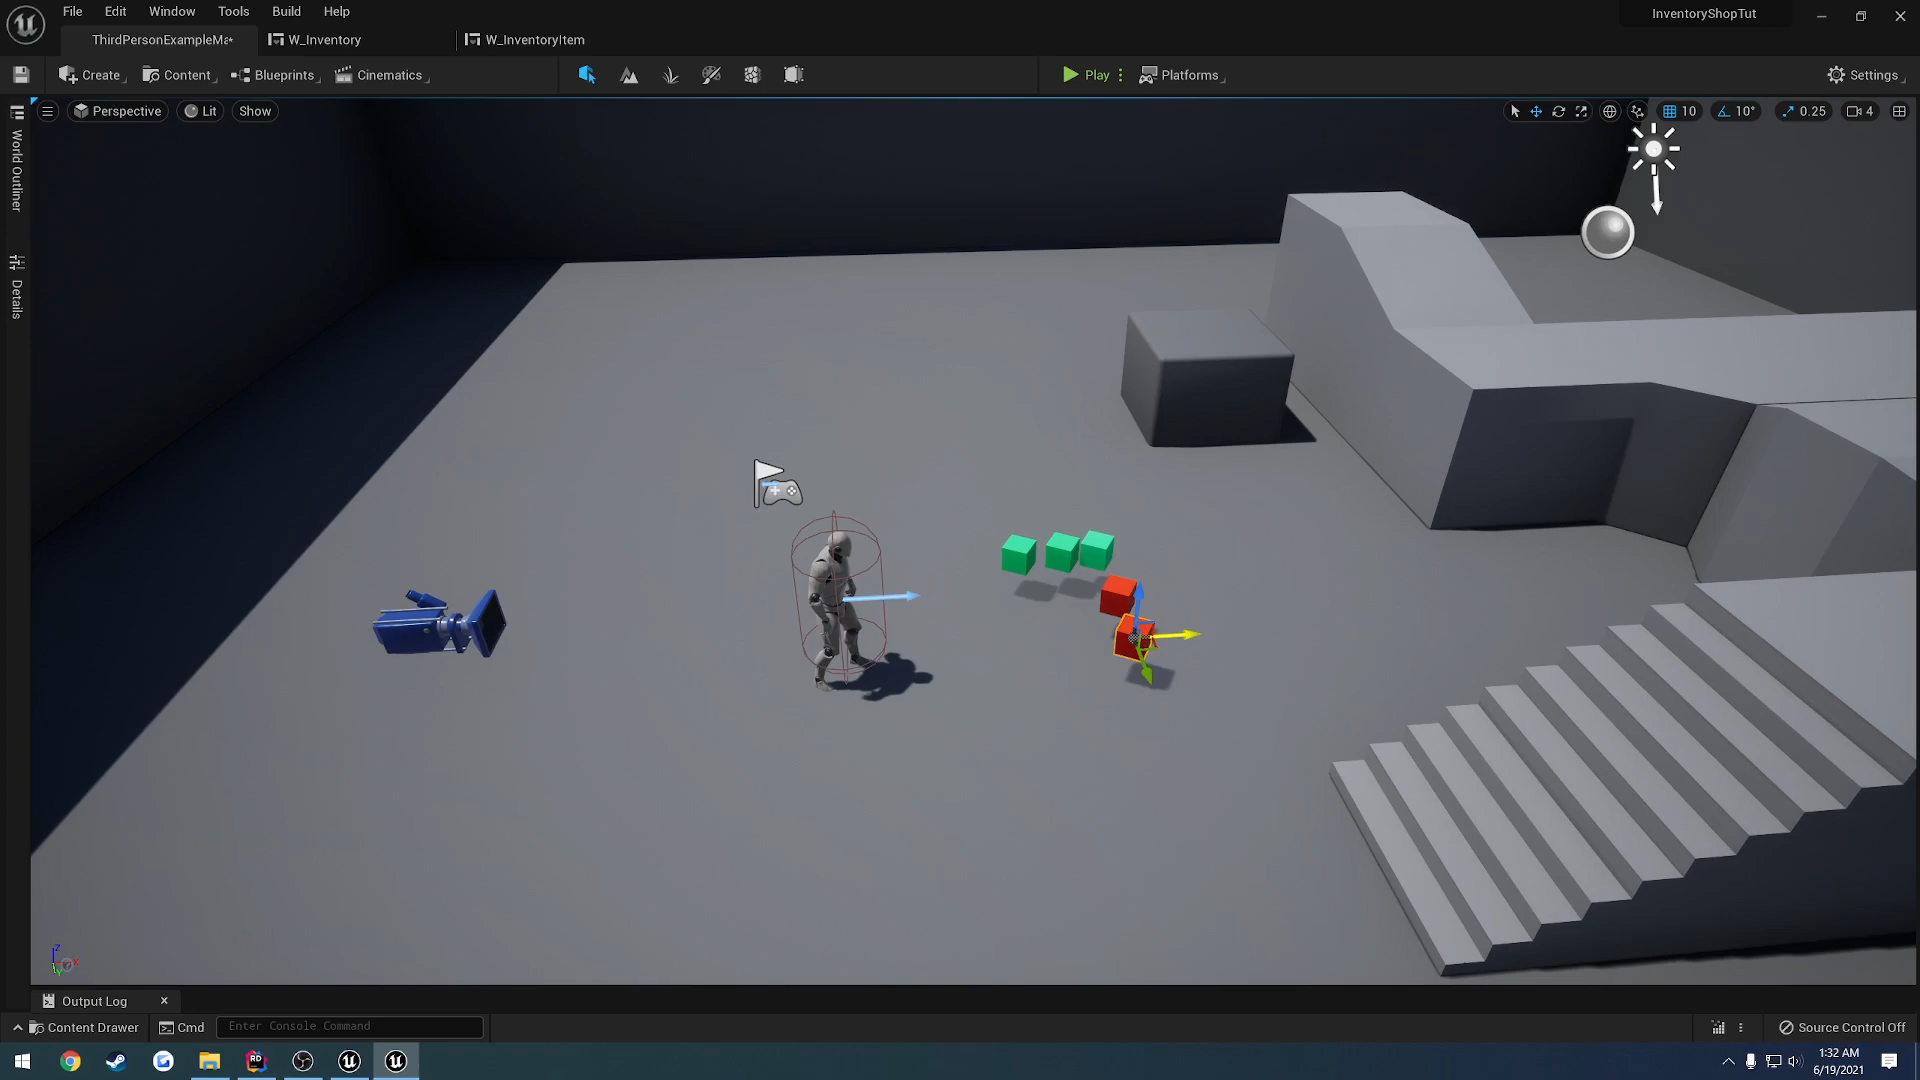 File Edit Window Tools Build Help
InventoryShopTut
ThirdPersonExampleMa*
W_Inventory
W_InventoryItem
Create
Content
Blueprints
Cinematics
Play
Platforms
Settings
Perspective
Lit
Show
10
10°
0.25
4
World Outliner
Details
Z
X
Y
Output Log
Content Drawer
Cmd
Enter Console Command
Source Control Off
RD
1:32 AM
6/19/2021